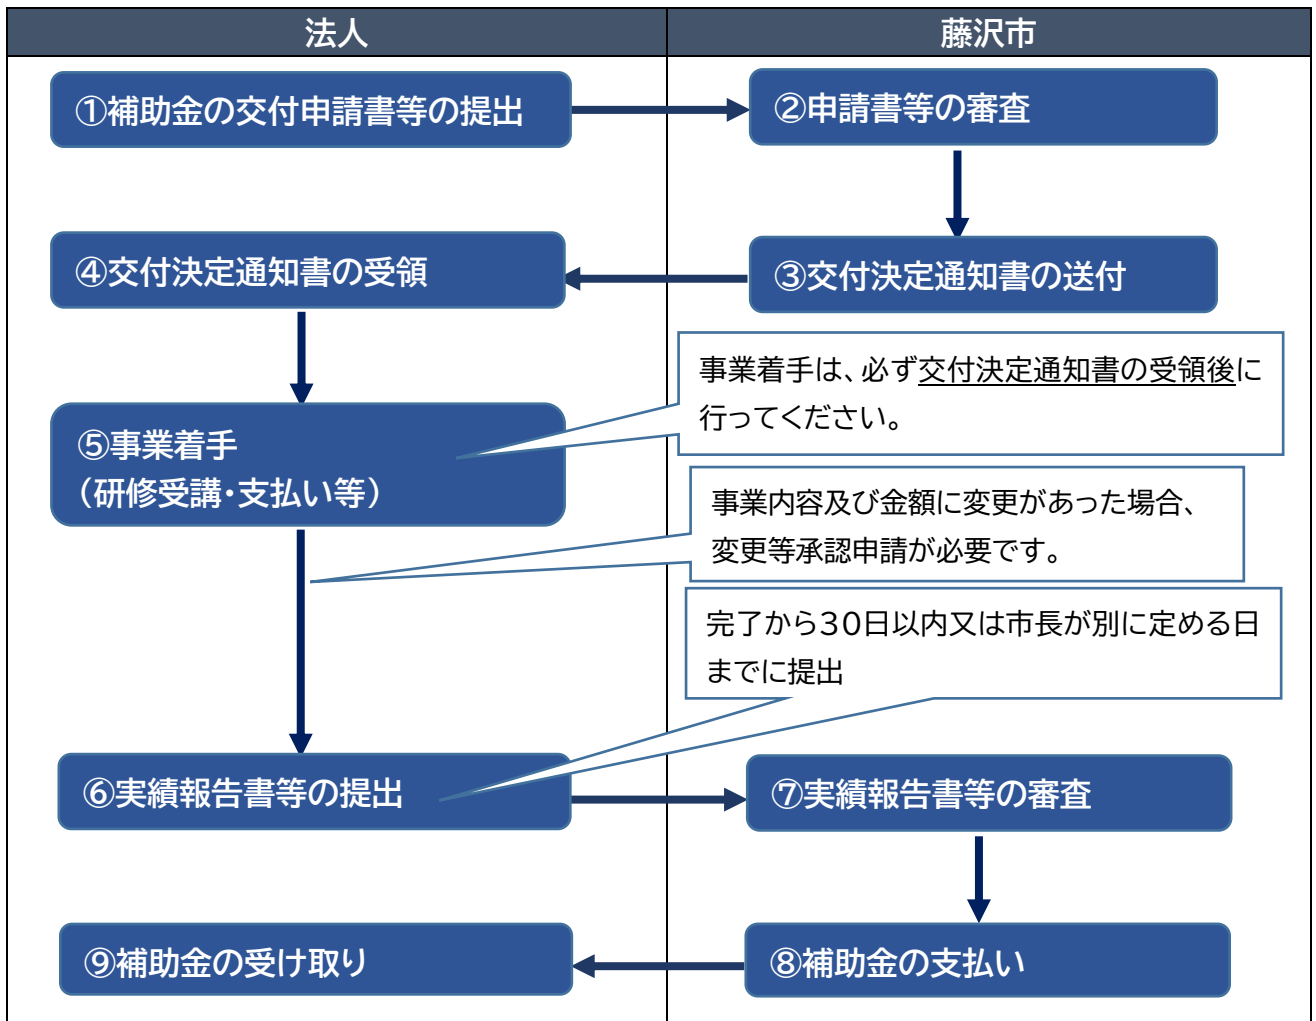 法人
藤沢市
①補助金の交付申請書等の提出
②申請書等の審査
④交付決定通知書の受領
③交付決定通知書の送付
事業着手は、必ず交付決定通知書の受領後に
行ってください。
⑤事業着手
（研修受講・支払い等）
事業内容及び金額に変更があった場合、
変更等承認申請が必要です。
完了から３０日以内又は市長が別に定める日
までに提出
⑥実績報告書等の提出
⑦実績報告書等の審査
⑨補助金の受け取り
⑧補助金の支払い